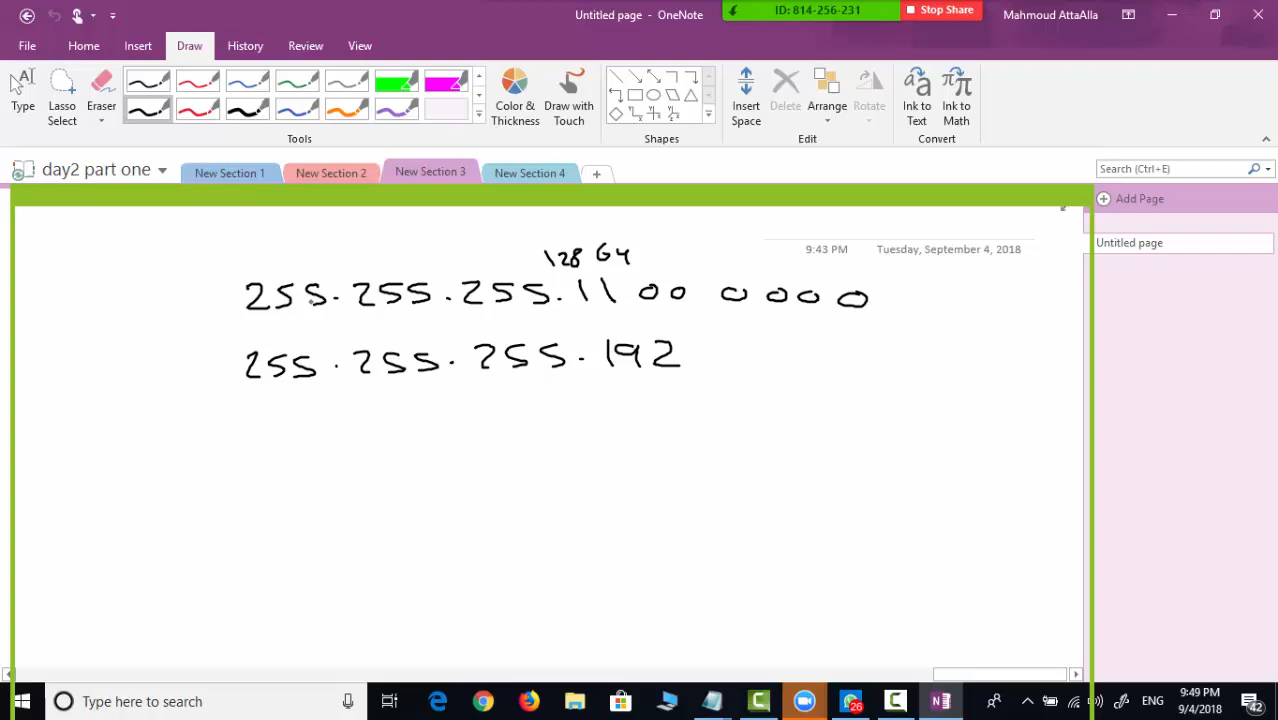 Untitled page - OneNote
ID: 814-256-231
Stop Share
Mahmoud AttaAlla
File Home Insert Draw History Review View
Type
Lasso Select
Eraser
Color & Thickness
Draw with Touch
Insert Space
Delete
Arrange
Rotate
Ink to Text
Ink to Math
Tools
Shapes
Edit
Convert
day2 part one
New Section 1
New Section 2
New Section 3
New Section 4
Search (Ctrl+E)
Add Page
Untitled page
9:43 PM Tuesday, September 4, 2018
128 64
255.255.255.1100 0000
255.255.255.192
Type here to search
26
N
ENG
9:49 PM
9/4/2018
42